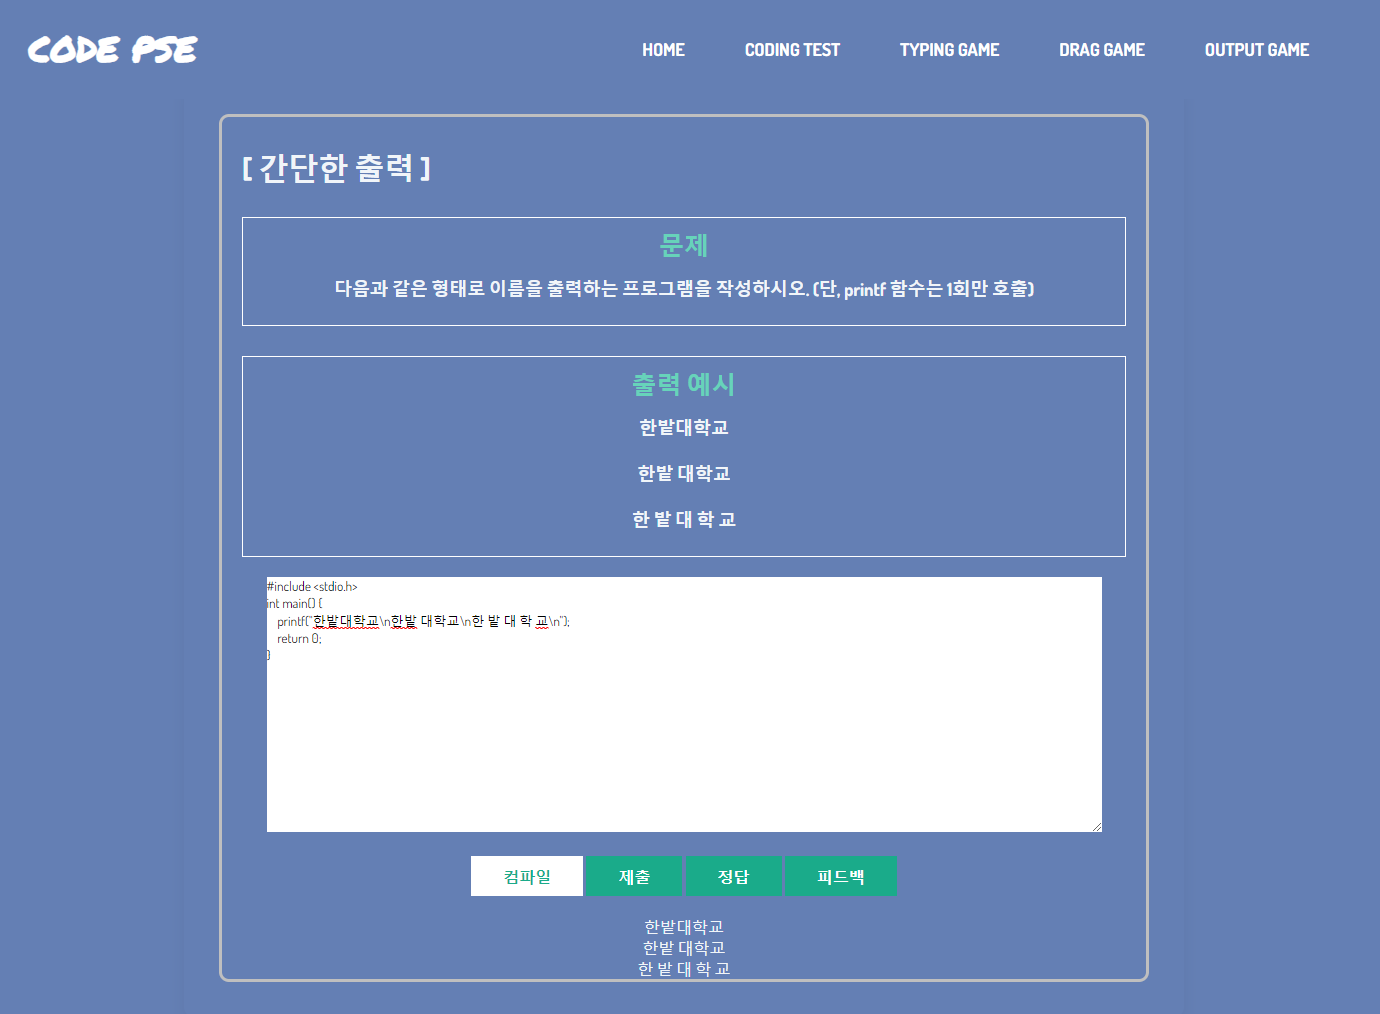 CODE PSE
HOME CODING TEST TYPING GAME DRAG GAME OUTPUT GAME
[ 간단한 출력 ]
문제
다음과 같은 형태로 이름을 출력하는 프로그램을 작성하시오. (단, printf 함수는 1회만 호출)
출력 예시
한밭대학교
한밭 대학교
한 밭 대 학 교
#include <stdio.h>
int main() {
printf("한밭대학교\n한밭 대학교\n한 밭 대 학 교\n");
return 0;
}
컴파일 제출 정답 피드백
한밭대학교
한밭 대학교
한 밭 대 학 교